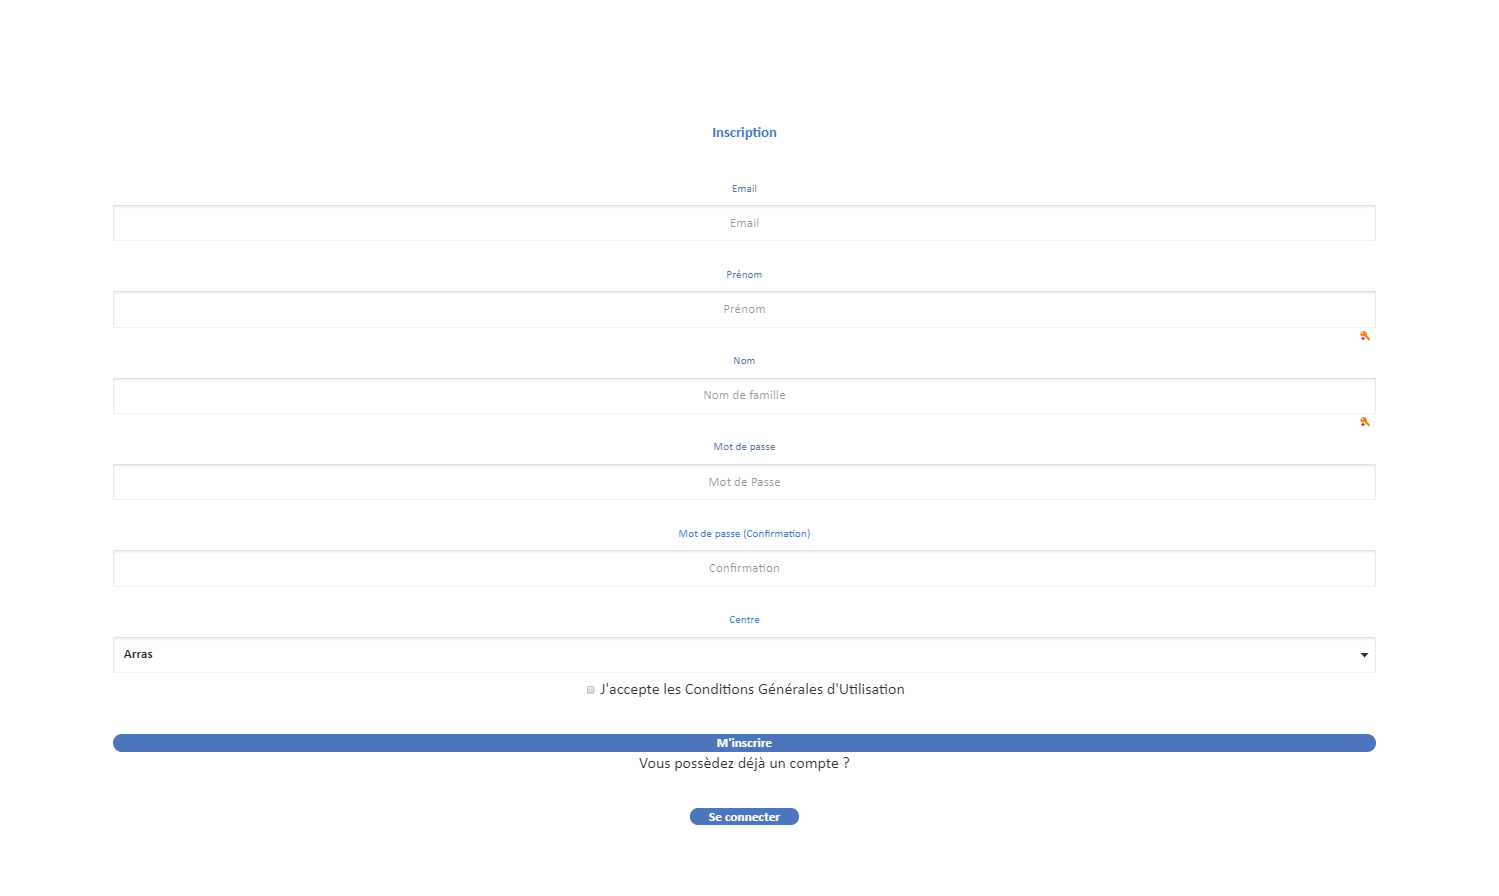 Inscription
Email
Email
Prénom
Prénom
Nom
Nom de famille
Mot de passe
Mot de Passe
Mot de passe (Confirmation)
Confirmation
Centre
Arras
J'accepte les Conditions Générales d'Utilisation
M'inscrire
Vous possèdez déjà un compte ?
Se connecter